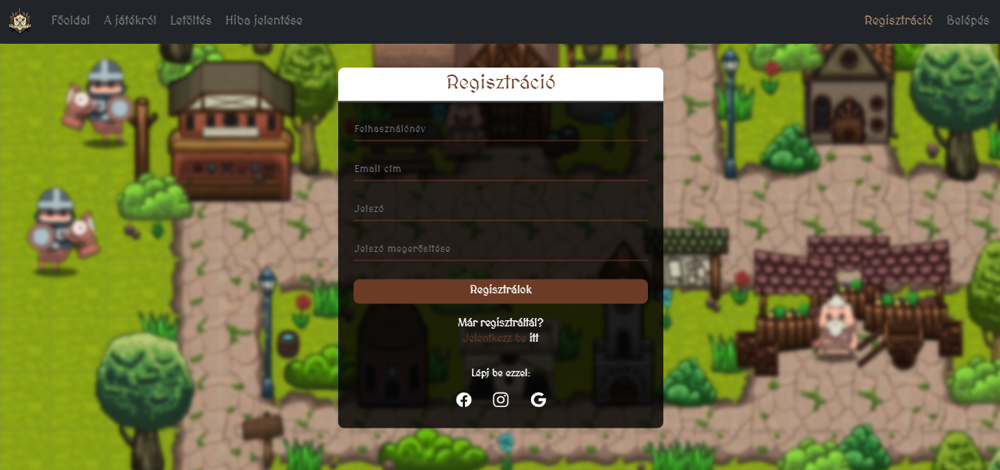 Főoldal A játékról Letöltés Hiba jelentése Regisztráció Belépés
Regisztráció
Felhasználónév
Email cím
Jelszó
Jelszó megerősítése
Regisztrálok
Már regisztráltál?
Jelentkezz be itt
Lépj be ezzel: